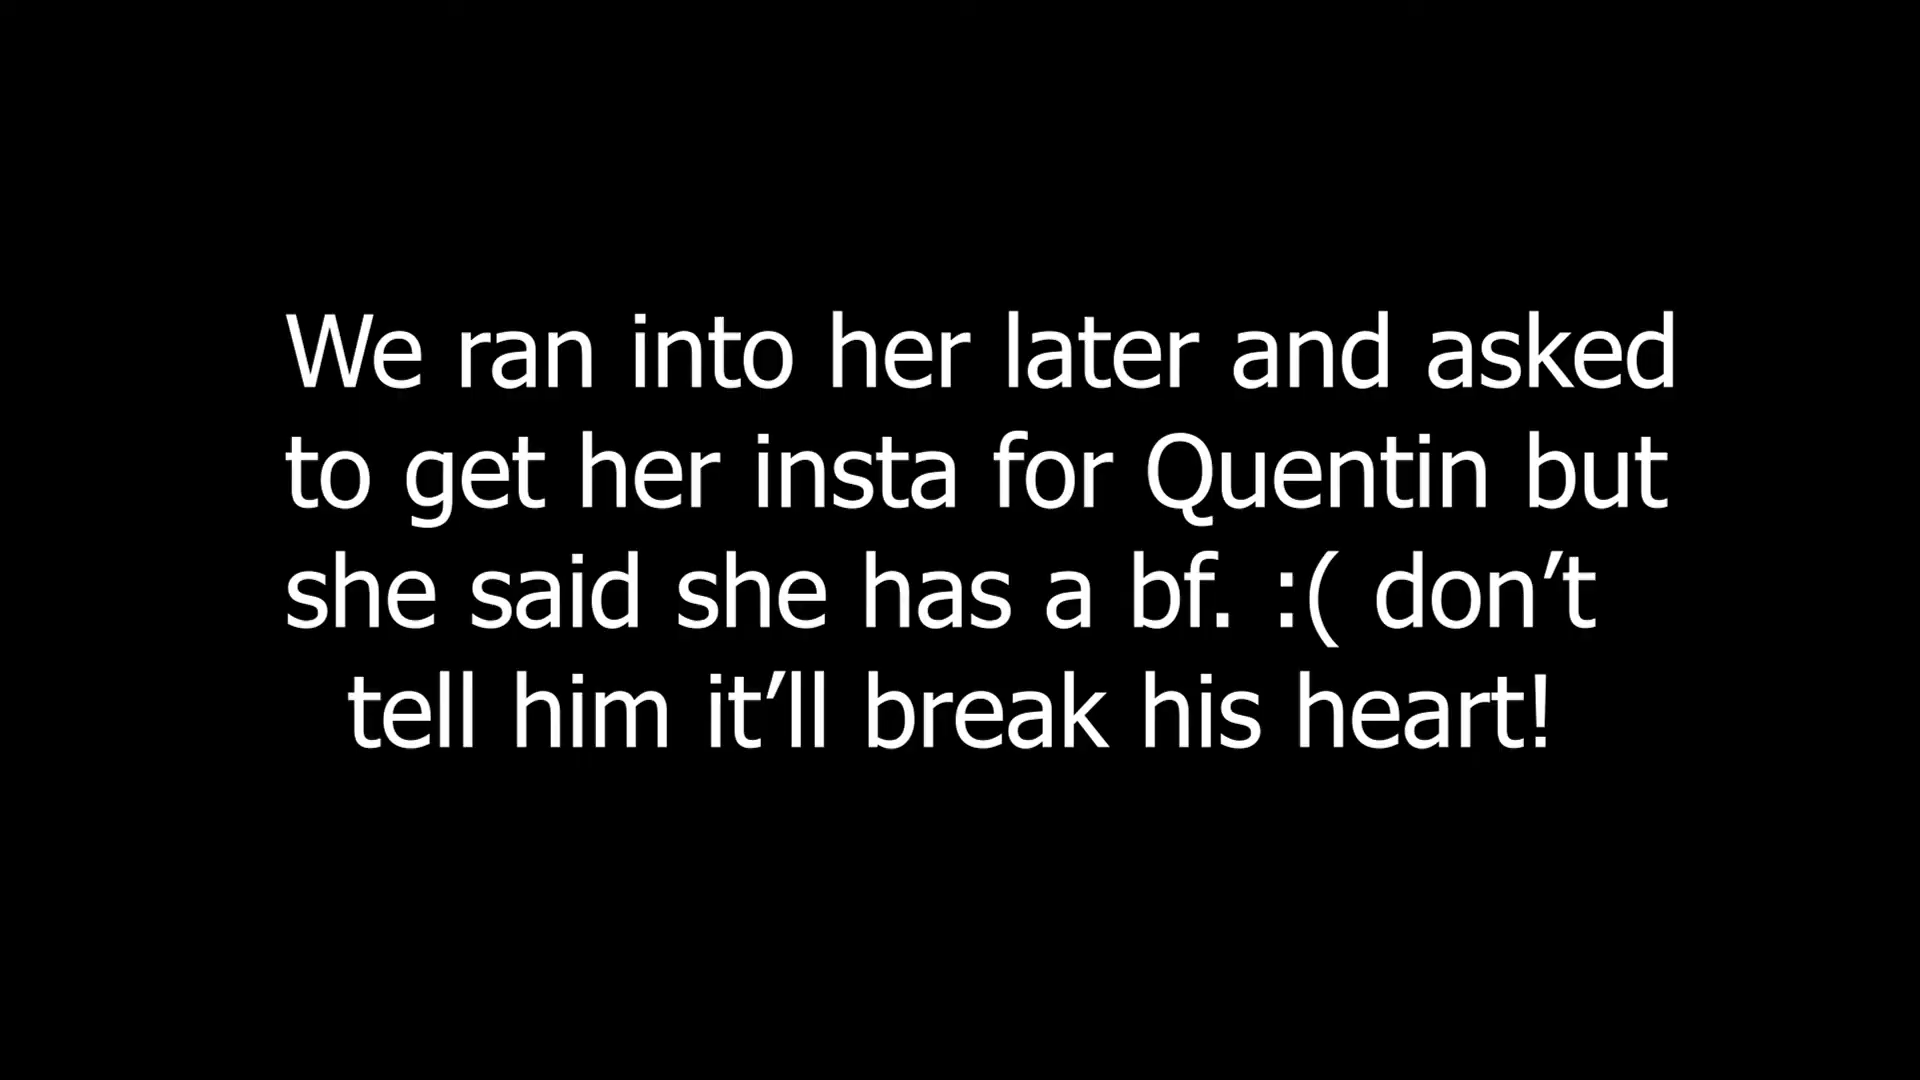 We ran into her later and asked
to get her insta for Quentin but
she said she has a bf. :( don’t
tell him it’ll break his heart!